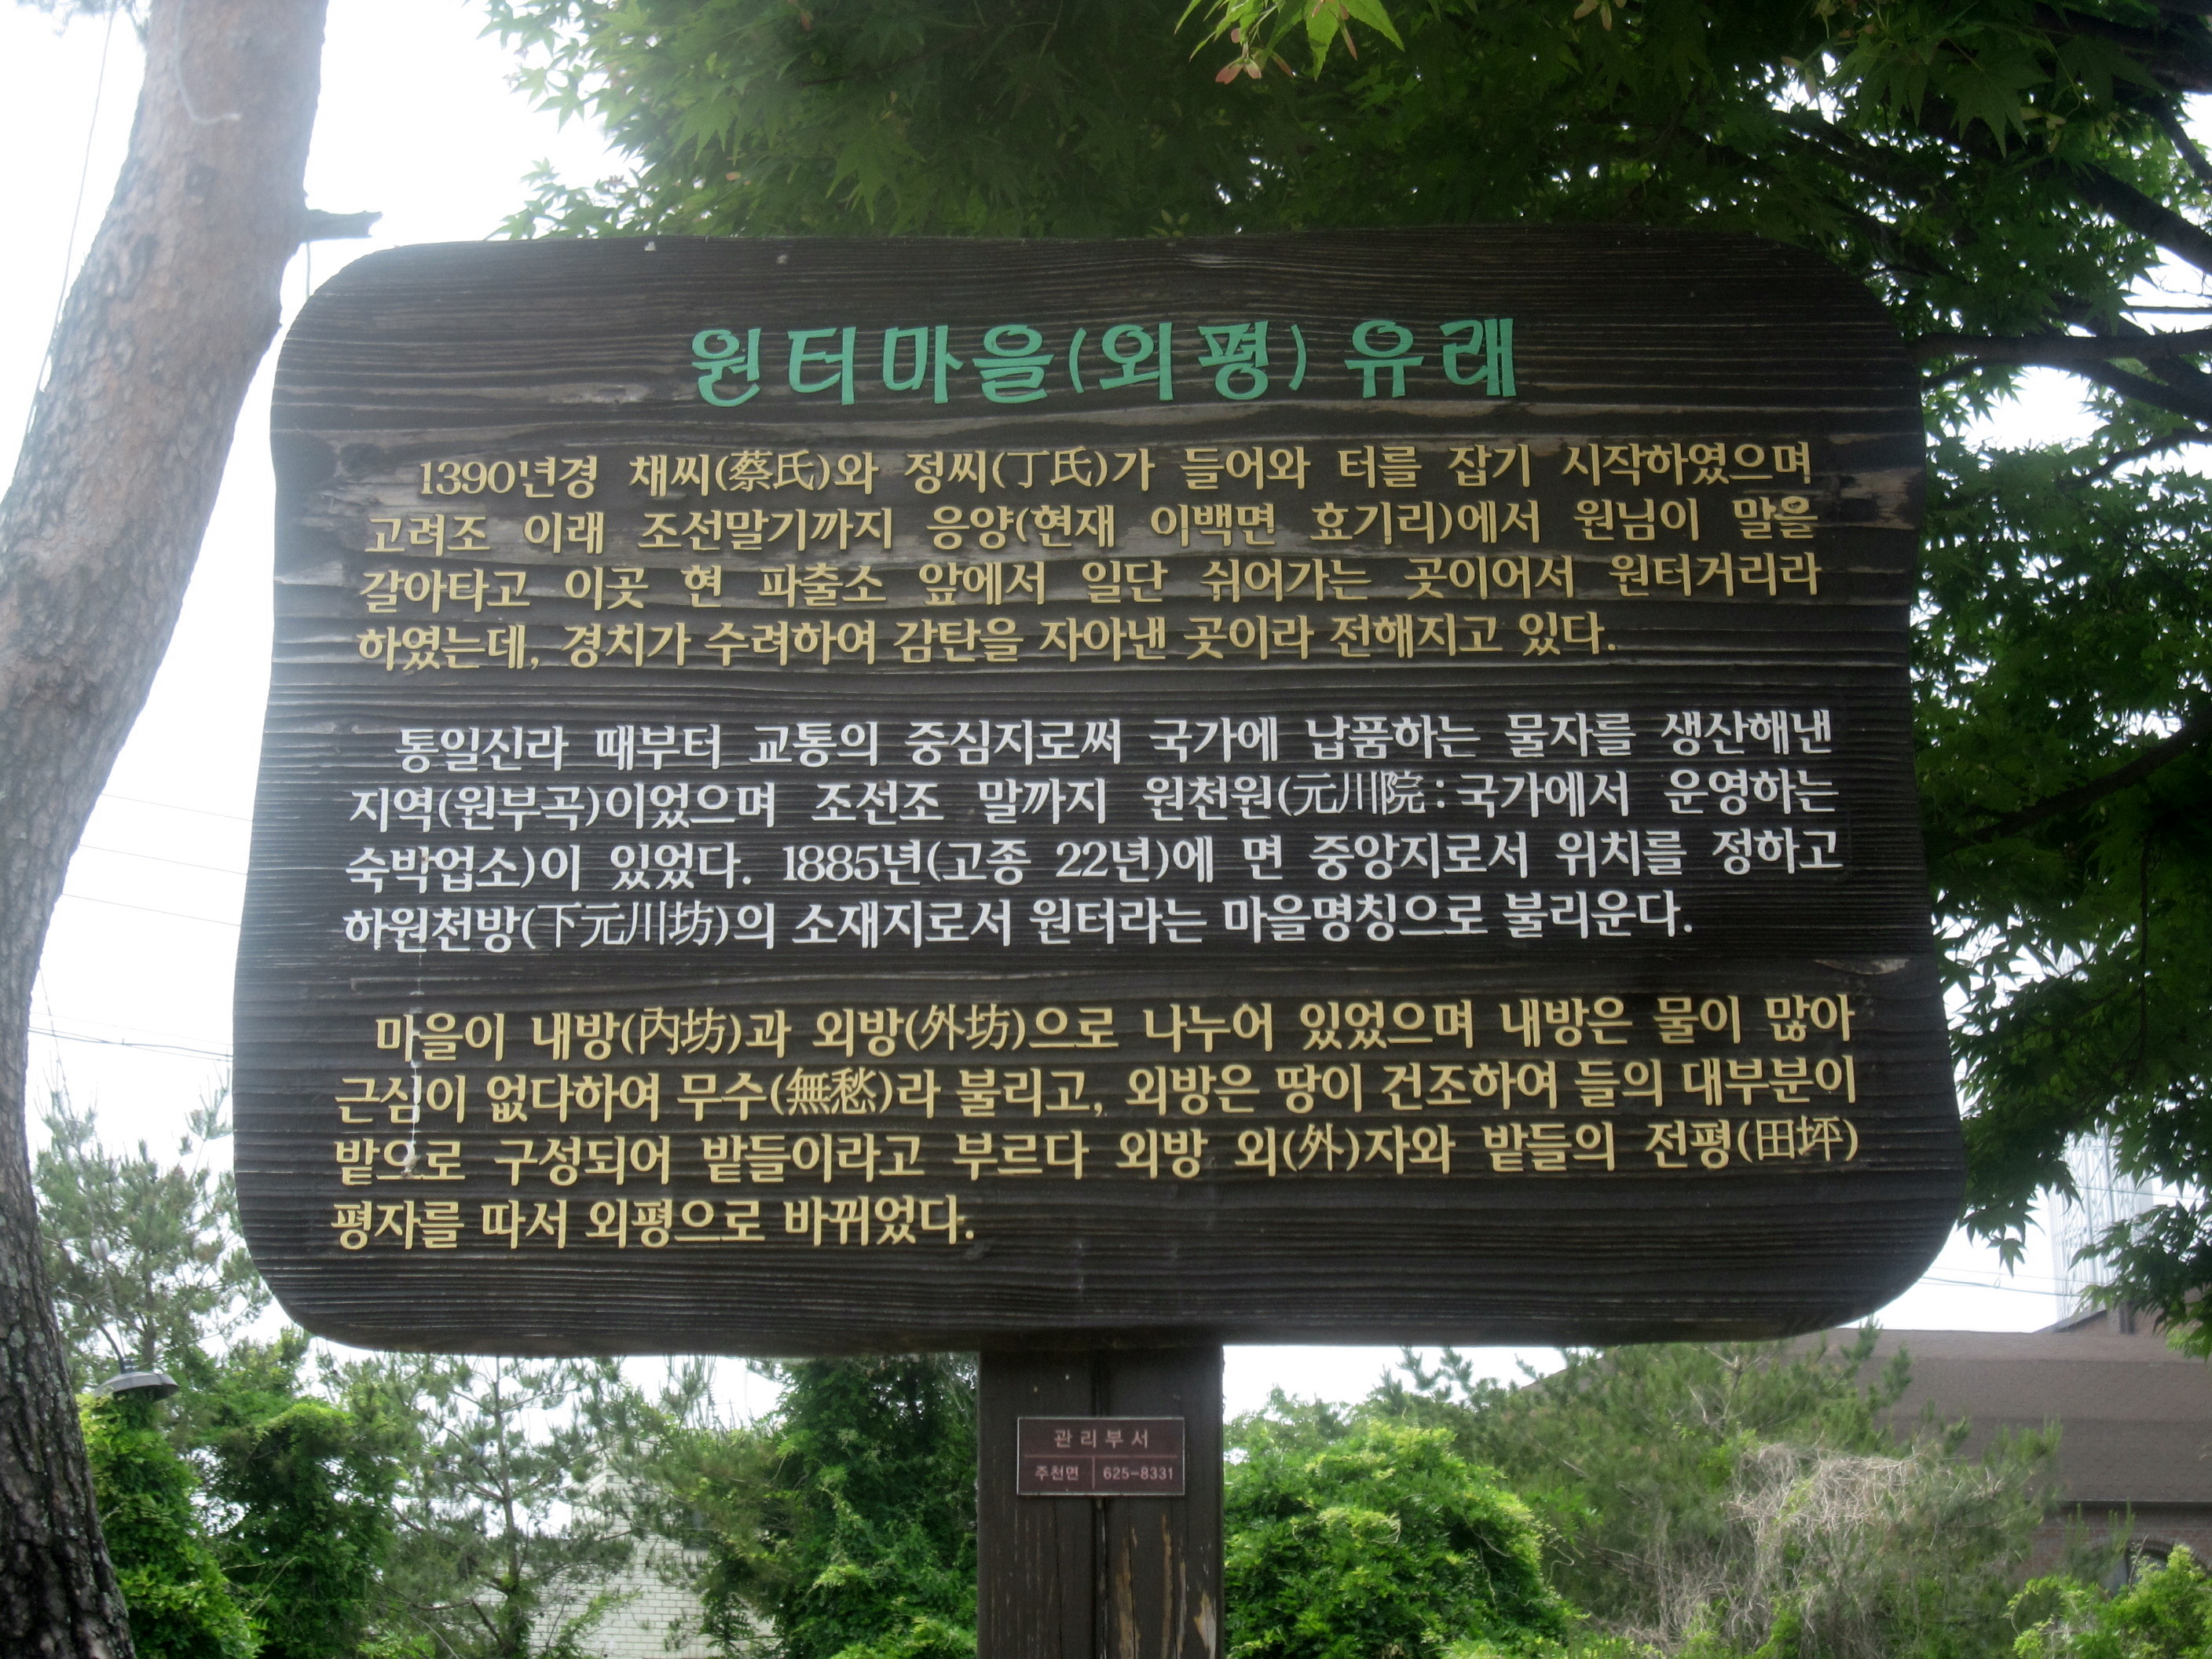 원터마을(외평) 유래
1390년경 채씨(蔡氏)와 정씨(丁氏)가 들어와 터를 잡기 시작하였으며
고려조 이래 조선말기까지 응양(현재 이백면 효기리)에서 원님이 말을
갈아타고 이곳 현 파출소 앞에서 일단 쉬어가는 곳이어서 원터거리라
하였는데, 경치가 수려하여 감탄을 자아낸 곳이라 전해지고 있다.
통일신라 때부터 교통의 중심지로써 국가에 납품하는 물자를 생산해낸
지역(원부곡)이었으며 조선조 말까지 원천원(元川院:국가에서 운영하는
숙박업소)이 있었다. 1885년(고종 22년)에 면 중앙지로서 위치를 정하고
하원천방(下元川坊)의 소재지로서 원터라는 마을명칭으로 불리운다.
마을이 내방(內坊)과 외방(外坊)으로 나누어 있었으며 내방은 물이 많아
근심이 없다하여 무수(無愁)라 불리고, 외방은 땅이 건조하여 들의 대부분이
밭으로 구성되어 밭들이라고 부르다 외방 외(外)자와 밭들의 전평(田坪)
평자를 따서 외평으로 바뀌었다.
관리부서
주천면 625-8331